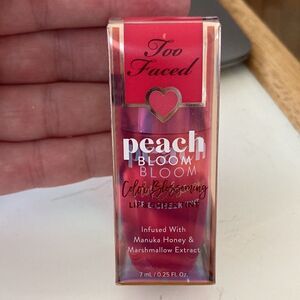 Too
Faced
peach
BLOOM
BLOOM
Color Blossoming
LIP & CHEEK TINT
Infused With
Manuka Honey &
Marshmallow Extract
7 ml / 0.25 Fl. Oz.